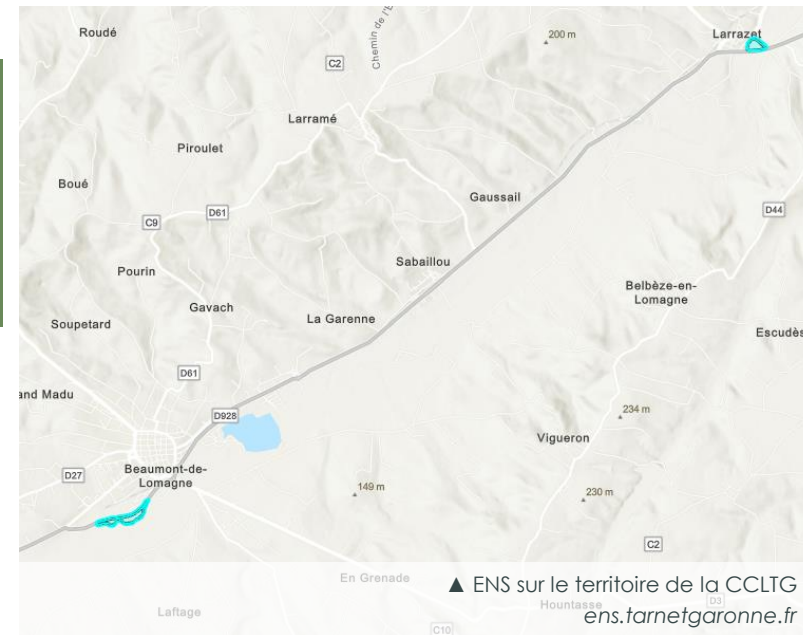 Roudé
200 m
Larrazet
Chemin de l'
C2
Larramé
Piroulet
Boué
Gaussail
D61
D44
C9
Sabaillou
Pourin
Belbèze-en-
Lomagne
Gavach
La Garenne
Soupetard
Escudès
D61
and Madu
D928
234 m
Vigueron
Beaumont-de-
Lomagne
D27
149 m
230 m
C2
En Grenade
▲ ENS sur le territoire de la CCLTG
Hountasse
D3
ens.tarnetgaronne.fr
Laftage
C10